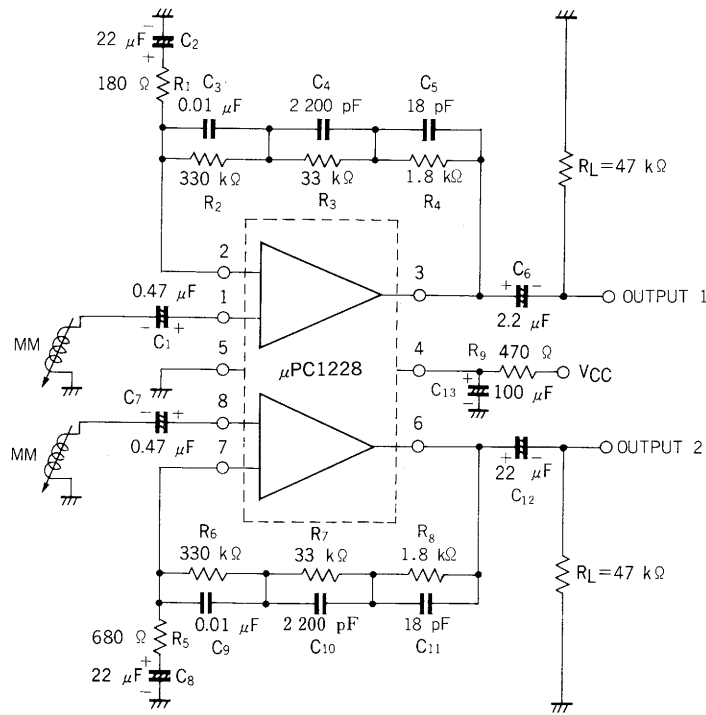 22 μF
−
C2
+
180 Ω
R1
C3
C4
C5
0.01 μF
2 200 pF
18 pF
330 kΩ
33 kΩ
1.8 kΩ
R2
R3
R4
RL=47 kΩ
2
0.47 μF
1
3
+ C6 −
OUTPUT 1
2.2 μF
MM
− +
C1
5
μPC1228
4
R9 470 Ω
VCC
C13
+
−
100 μF
C7
− +
8
0.47 μF
7
6
OUTPUT 2
+ −
22 μF
C12
MM
R6
R7
R8
330 kΩ
33 kΩ
1.8 kΩ
RL=47 kΩ
0.01 μF
2 200 pF
18 pF
C9
C10
C11
680 Ω
R5
+
22 μF
C8
−